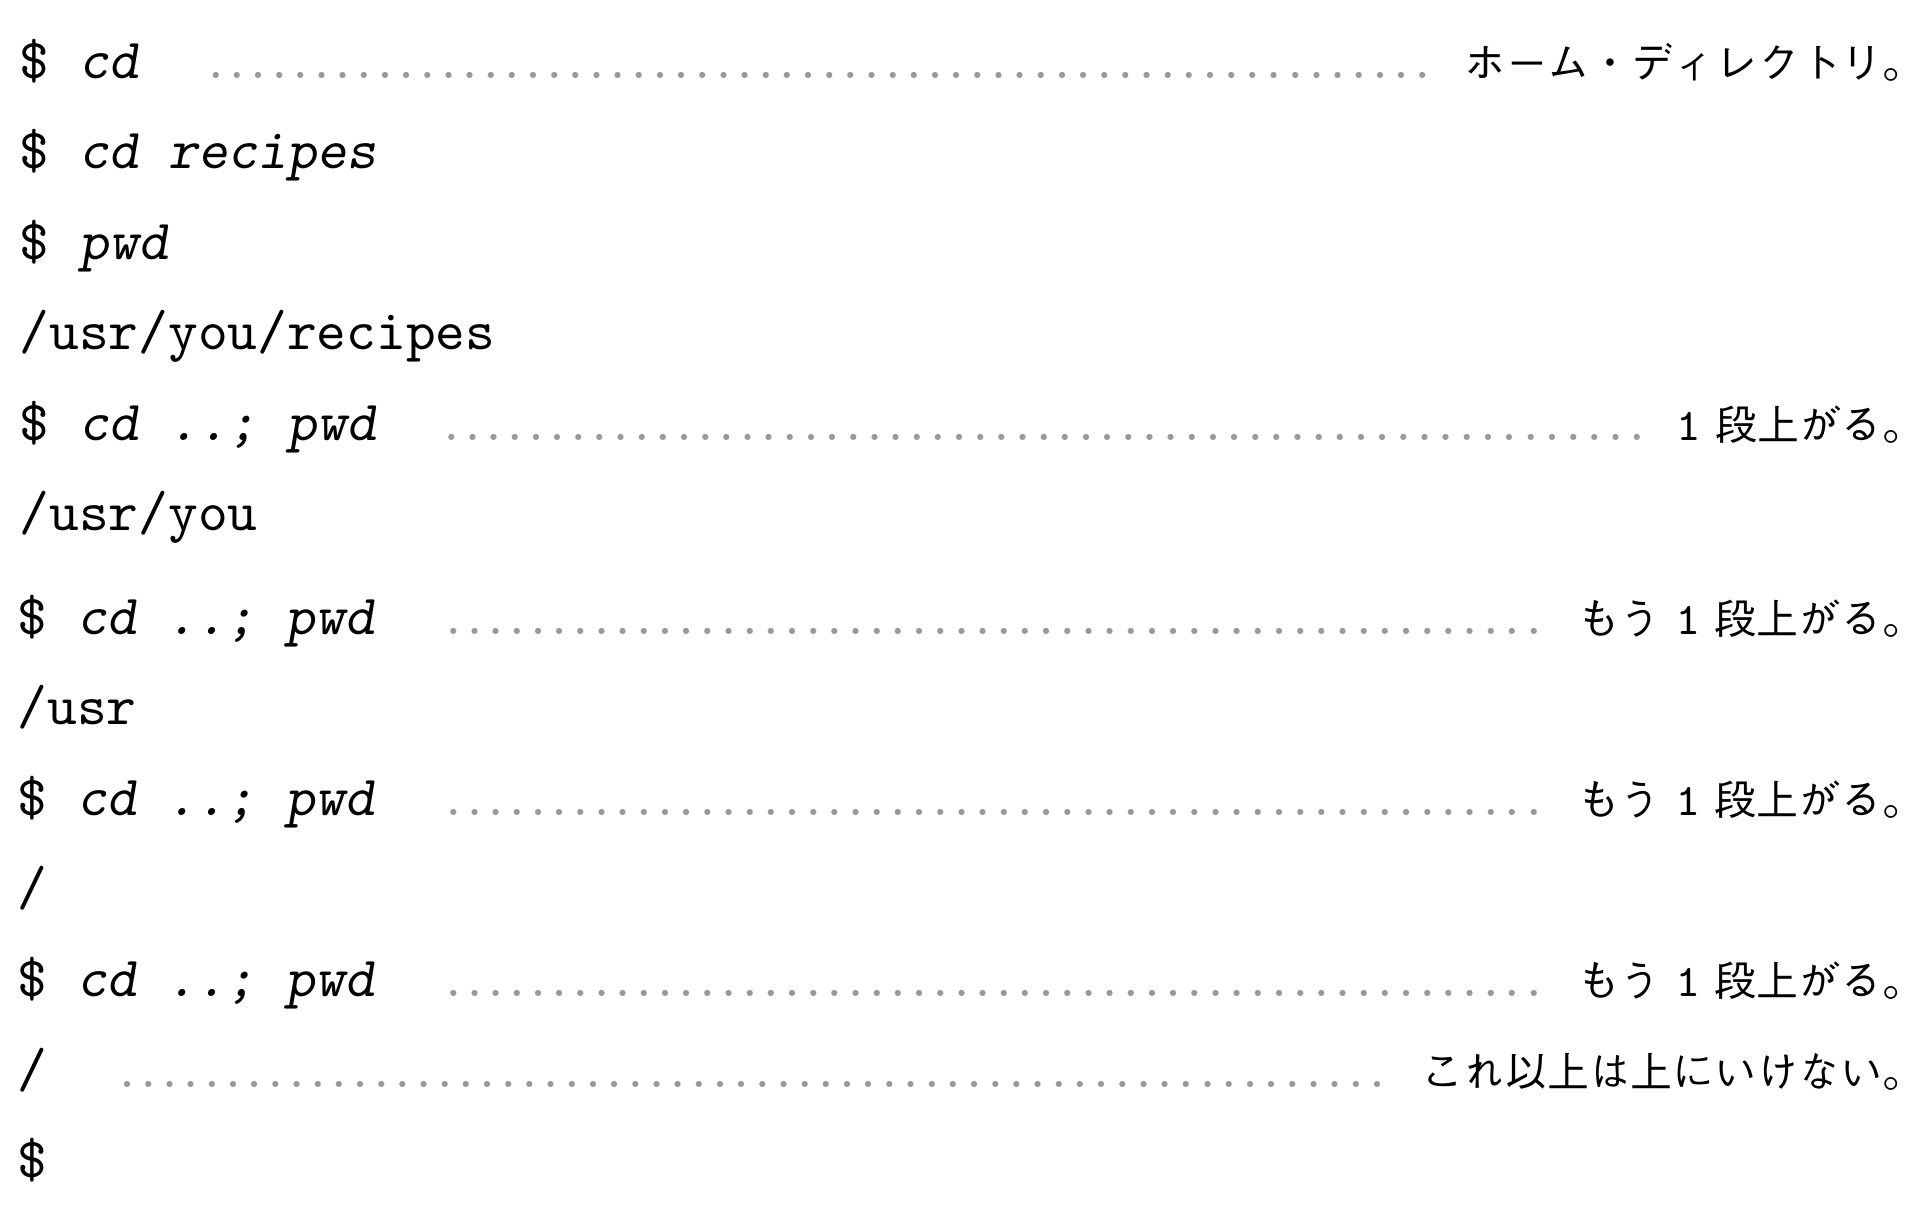 $ cd ........................................................ ホーム・ディレクトリ。
$ cd recipes
$ pwd
/usr/you/recipes
$ cd ..; pwd ......................................................... 1 段上がる。
/usr/you
$ cd ..; pwd .................................................... もう 1 段上がる。
/usr
$ cd ..; pwd .................................................... もう 1 段上がる。
/
$ cd ..; pwd .................................................... もう 1 段上がる。
/ ............................................................ これ以上は上にいけない。
$